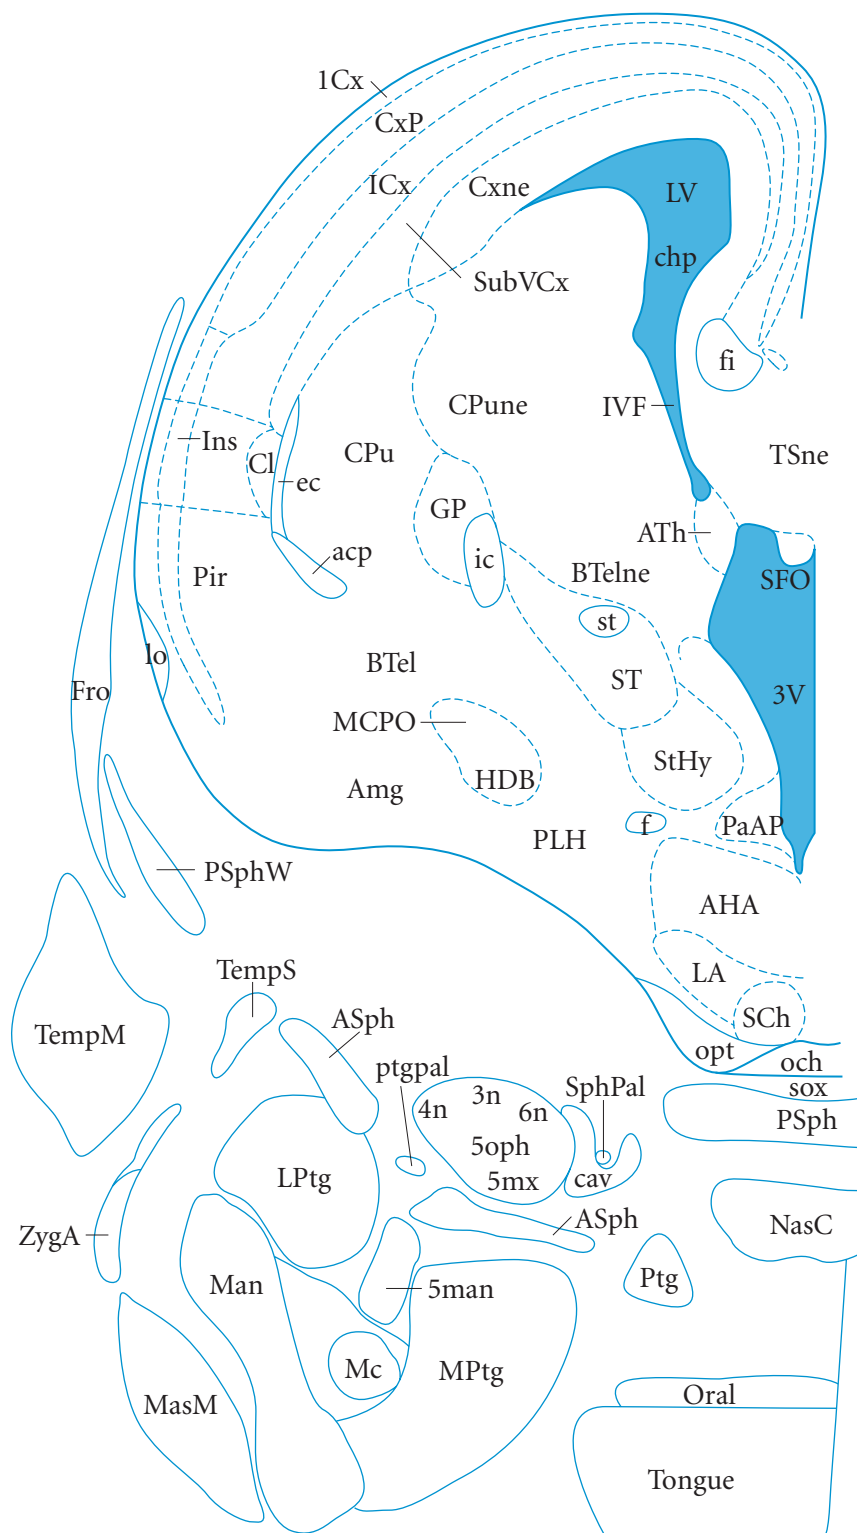 1Cx
CxP
ICx
Cxne
LV
chp
SubVCx
fi
CPune
IVF
Ins
CPu
Cl
TSne
ec
GP
ATh
acp
ic
Pir
BTelne
SFO
st
lo
BTel
ST
Fro
3V
MCPO
StHy
HDB
Amg
f
PaAP
PLH
PSphW
AHA
TempS
LA
SCh
ASph
TempM
opt
och
ptgpal
sox
SphPal
3n
4n
6n
PSph
5oph
LPtg
5mx
cav
ASph
NasC
ZygA
Ptg
Man
5man
Mc
MPtg
Oral
MasM
Tongue